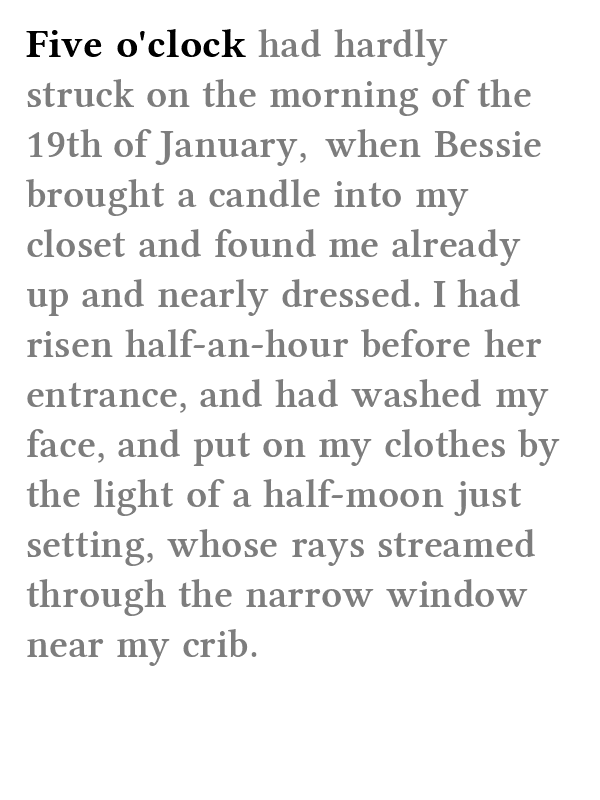 Five o'clock had hardly
struck on the morning of the
19th of January, when Bessie
brought a candle into my
closet and found me already
up and nearly dressed. I had
risen half-an-hour before her
entrance, and had washed my
face, and put on my clothes by
the light of a half-moon just
setting, whose rays streamed
through the narrow window
near my crib.